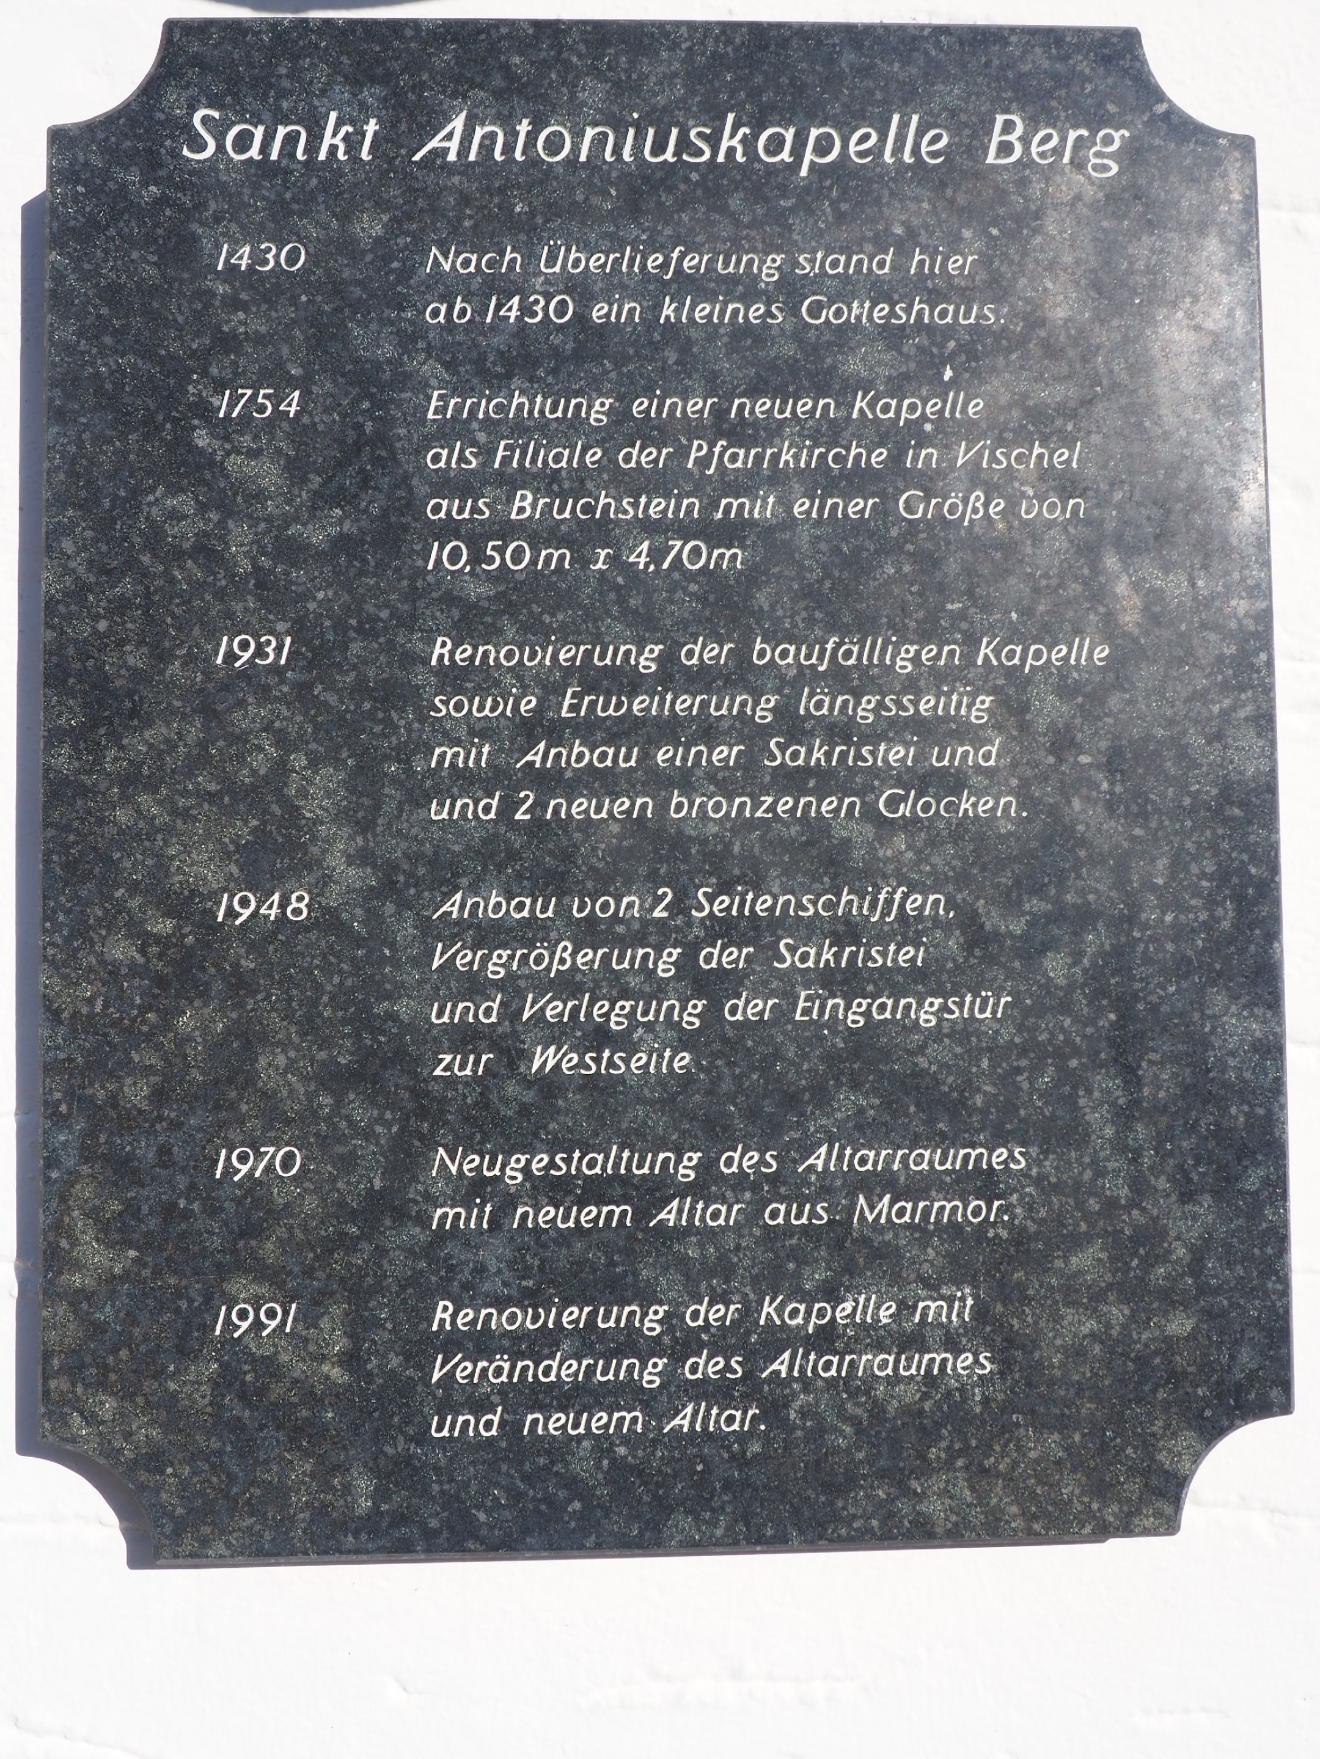 Sankt Antoniuskapelle Berg
1430 Nach Überlieferung stand hier
ab 1430 ein kleines Gotteshaus.
1754 Errichtung einer neuen Kapelle
als Filiale der Pfarrkirche in Vischel
aus Bruchstein mit einer Größe von
10,50m x 4,70m
1931 Renovierung der baufälligen Kapelle
sowie Erweiterung längsseitig
mit Anbau einer Sakristei und
und 2 neuen bronzenen Glocken.
1948 Anbau von 2 Seitenschiffen,
Vergrößerung der Sakristei
und Verlegung der Eingangstür
zur Westseite.
1970 Neugestaltung des Altarraumes
mit neuem Altar aus Marmor.
1991 Renovierung der Kapelle mit
Veränderung des Altarraumes
und neuem Altar.